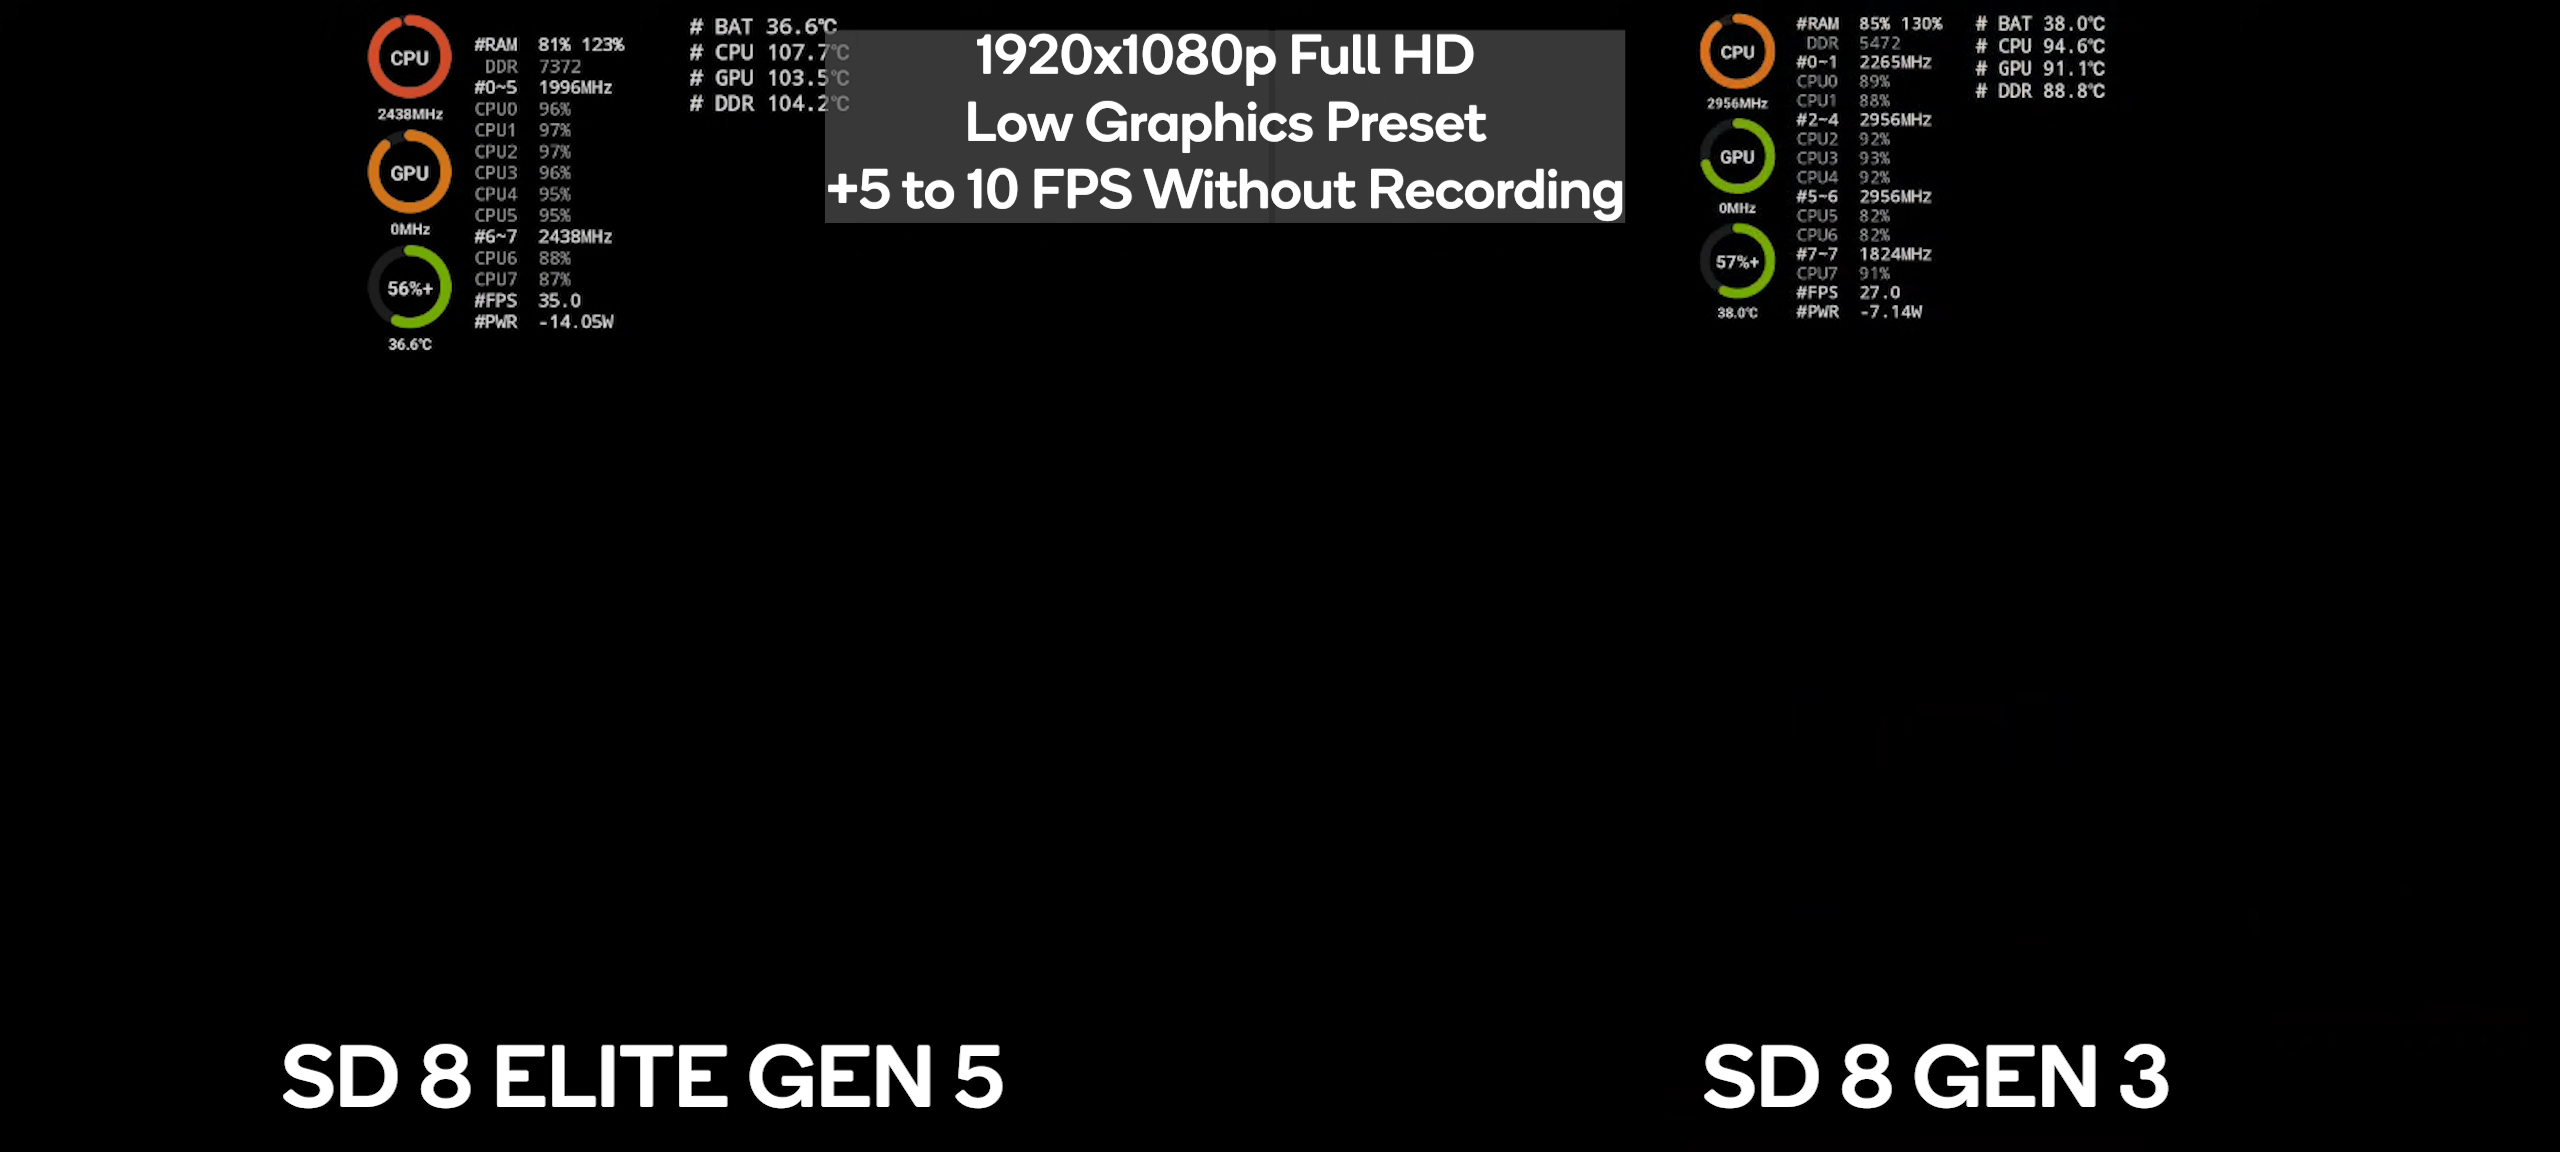 CPU
2438MHz
GPU
0MHz
56%+
36.6℃
#RAM 81% 123%
DDR 7372
#0~5 1996MHz
CPU0 96%
CPU1 97%
CPU2 97%
CPU3 96%
CPU4 95%
CPU5 95%
#6~7 2438MHz
CPU6 88%
CPU7 87%
#FPS 35.0
#PWR -14.05W
# BAT 36.6℃
# CPU 107.7℃
# GPU 103.5℃
# DDR 104.2℃
1920x1080p Full HD
Low Graphics Preset
+5 to 10 FPS Without Recording
CPU
2956MHz
GPU
0MHz
57%+
38.0℃
#RAM 85% 130%
DDR 5472
#0~1 2265MHz
CPU0 89%
CPU1 88%
#2~4 2956MHz
CPU2 92%
CPU3 93%
CPU4 92%
#5~6 2956MHz
CPU5 82%
CPU6 82%
#7~7 1824MHz
CPU7 91%
#FPS 27.0
#PWR -7.14W
# BAT 38.0℃
# CPU 94.6℃
# GPU 91.1℃
# DDR 88.8℃
SD 8 ELITE GEN 5
SD 8 GEN 3